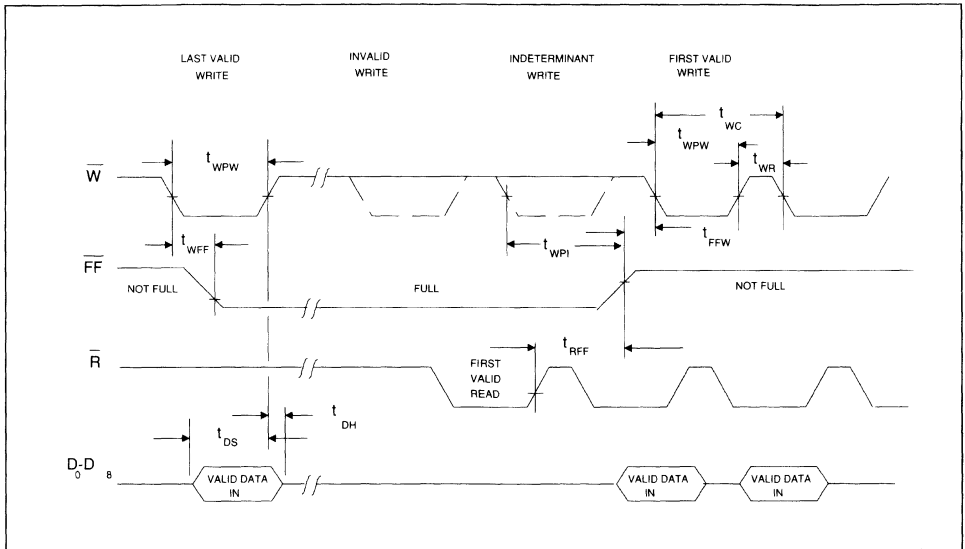 LAST VALID
WRITE
INVALID
WRITE
INDETERMINANT
WRITE
FIRST VALID
WRITE
t WC
t WPW
t WPW
t WR
W
t WFF
t WPI
t FFW
FF
NOT FULL
FULL
NOT FULL
t RFF
R
FIRST
VALID
READ
t DH
t DS
D0-D8
VALID DATA
IN
VALID DATA
IN
VALID DATA
IN